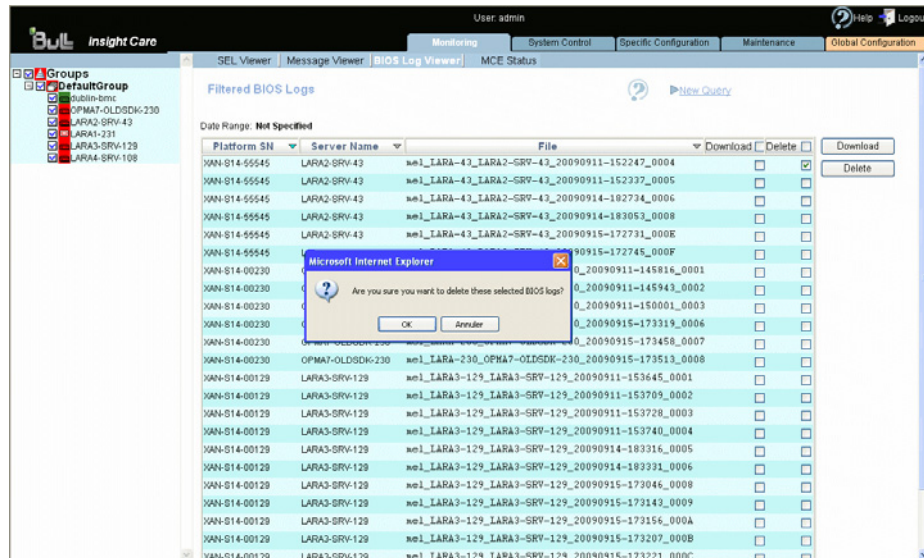 User: admin
Help
Logou
Bull
Insight Care
Monitoring
System Control
Specific Configuration
Maintenance
Global Configuration
SEL Viewer
Message Viewer
BIOS Log Viewer
MCE Status
Groups
DefaultGroup
dublin-bmc
OPMA7-OLDSDK-230
LARA2-SRV-43
LARA1-231
LARA3-SRV-129
LARA4-SRV-108
Filtered BIOS Logs
New Query
Date Range: Not Specified
Platform SN Server Name File Download Delete
Download
Delete
XAN-S14-55545 LARA2-SRV-43 mel_LARA-43_LARA2-SRV-43_20090911-152247_0004
XAN-S14-55545 LARA2-SRV-43 mel_LARA-43_LARA2-SRV-43_20090911-152337_0005
XAN-S14-55545 LARA2-SRV-43 mel_LARA-43_LARA2-SRV-43_20090914-182734_0006
XAN-S14-55545 LARA2-SRV-43 mel_LARA-43_LARA2-SRV-43_20090914-183053_0008
XAN-S14-55545 LARA2-SRV-43 mel_LARA-43_LARA2-SRV-43_20090915-172731_000E
XAN-S14-55545 90915-172745_000F
XAN-S14-00230 0_20090911-145816_0001
XAN-S14-00230 0_20090911-145943_0002
XAN-S14-00230 0_20090911-150001_0003
XAN-S14-00230 0_20090915-173319_0006
XAN-S14-00230 0_20090915-173458_0007
Microsoft Internet Explorer
Are you sure you want to delete these selected BIOS logs?
OK
Annuler
XAN-S14-00230 OPMA7-OLDSDK-230 mel_LARA-230_OPMA7-OLDSDK-230_20090915-173513_0008
XAN-S14-00129 LARA3-SRV-129 mel_LARA3-129_LARA3-SRV-129_20090911-153645_0001
XAN-S14-00129 LARA3-SRV-129 mel_LARA3-129_LARA3-SRV-129_20090911-153709_0002
XAN-S14-00129 LARA3-SRV-129 mel_LARA3-129_LARA3-SRV-129_20090911-153728_0003
XAN-S14-00129 LARA3-SRV-129 mel_LARA3-129_LARA3-SRV-129_20090911-153740_0004
XAN-S14-00129 LARA3-SRV-129 mel_LARA3-129_LARA3-SRV-129_20090914-183316_0005
XAN-S14-00129 LARA3-SRV-129 mel_LARA3-129_LARA3-SRV-129_20090914-183331_0006
XAN-S14-00129 LARA3-SRV-129 mel_LARA3-129_LARA3-SRV-129_20090915-173046_0008
XAN-S14-00129 LARA3-SRV-129 mel_LARA3-129_LARA3-SRV-129_20090915-173143_0009
XAN-S14-00129 LARA3-SRV-129 mel_LARA3-129_LARA3-SRV-129_20090915-173156_000A
XAN-S14-00129 LARA3-SRV-129 mel_LARA3-129_LARA3-SRV-129_20090915-173207_000B
XAN-S14-00129 LARA3-SRV-129 mel_LARA3-129_LARA3-SRV-129_20090915-173221_000C